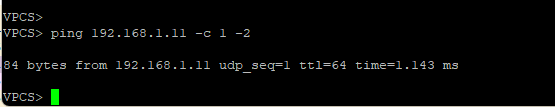 VPCS>
VPCS> ping 192.168.1.11 -c 1 -2
84 bytes from 192.168.1.11 udp_seq=1 ttl=64 time=1.143 ms
VPCS>